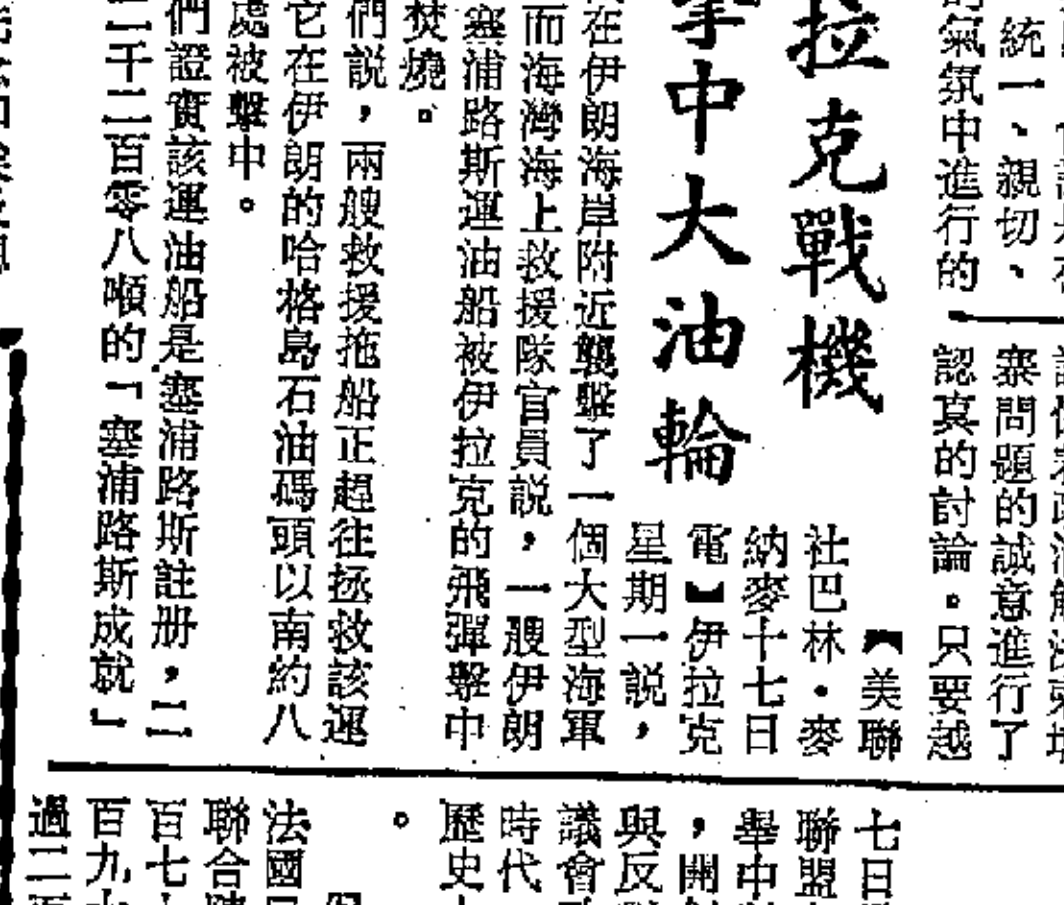 統一、親切、
的氣氛中進行的
寨問題的誠意進行了
認真的討論。只要越
拉克戰機
擊中大油輪
【美聯
社巴林・麥
納麥十七日
電】伊拉克
星期一説，
在伊朗海岸附近襲擊了一個大型海軍
而海灣海上救援隊官員説，一艘伊朗
塞浦路斯運油船被伊拉克的飛彈擊中
焚燒。
們説，兩艘救援拖船正趕往拯救該運
它在伊朗的哈格島石油碼頭以南約八
處被擊中。
們證實該運油船是塞浦路斯註册，二
二千二百零八噸的「塞浦路斯成就」
七日
聯盟
舉中
，開
與反
議會
時代
歷史
。
法國
聯合
百七
百九
過二